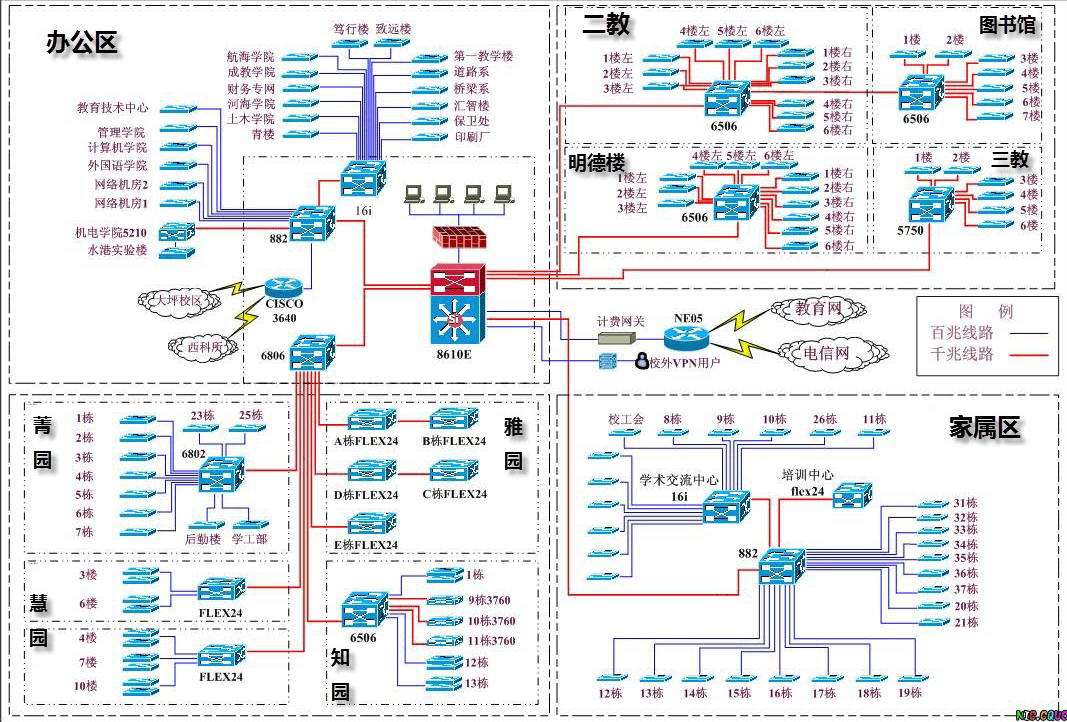 办公区
笃行楼
致远楼
航海学院
成教学院
财务专网
河海学院
土木学院
青楼
第一教学楼
道路系
桥梁系
汇智楼
保卫处
印刷厂
教育技术中心
管理学院
计算机学院
外国语学院
网络机房2
网络机房1
机电学院5210
水港实验楼
16i
882
大坪校区
西科所
CISCO
3640
6806
Si
8610E
二教
4楼左
5楼左
6楼左
1楼左
2楼左
3楼左
1楼右
2楼右
3楼右
4楼右
5楼右
6楼右
6506
图书馆
1楼
2楼
3楼
4楼
5楼
6楼
7楼
6506
明德楼
4楼左
5楼左
6楼左
1楼左
2楼左
3楼左
1楼右
2楼右
3楼右
4楼右
5楼右
6楼右
6506
三教
1楼
2楼
3楼
4楼
5楼
6楼
5750
计费网关
校外VPN用户
NE05
教育网
电信网
图 例
百兆线路
千兆线路
菁园
1栋
2栋
3栋
4栋
5栋
6栋
7栋
23栋
25栋
6802
后勤楼
学工部
雅园
A栋FLEX24
B栋FLEX24
D栋FLEX24
C栋FLEX24
E栋FLEX24
慧园
3楼
6楼
FLEX24
4楼
7楼
10楼
FLEX24
知园
6506
1栋
9栋3760
10栋3760
11栋3760
12栋
13栋
家属区
校工会
8栋
9栋
10栋
26栋
11栋
学术交流中心
16i
培训中心
flex24
882
31栋
32栋
33栋
34栋
35栋
36栋
37栋
20栋
21栋
12栋
13栋
14栋
15栋
16栋
17栋
18栋
19栋